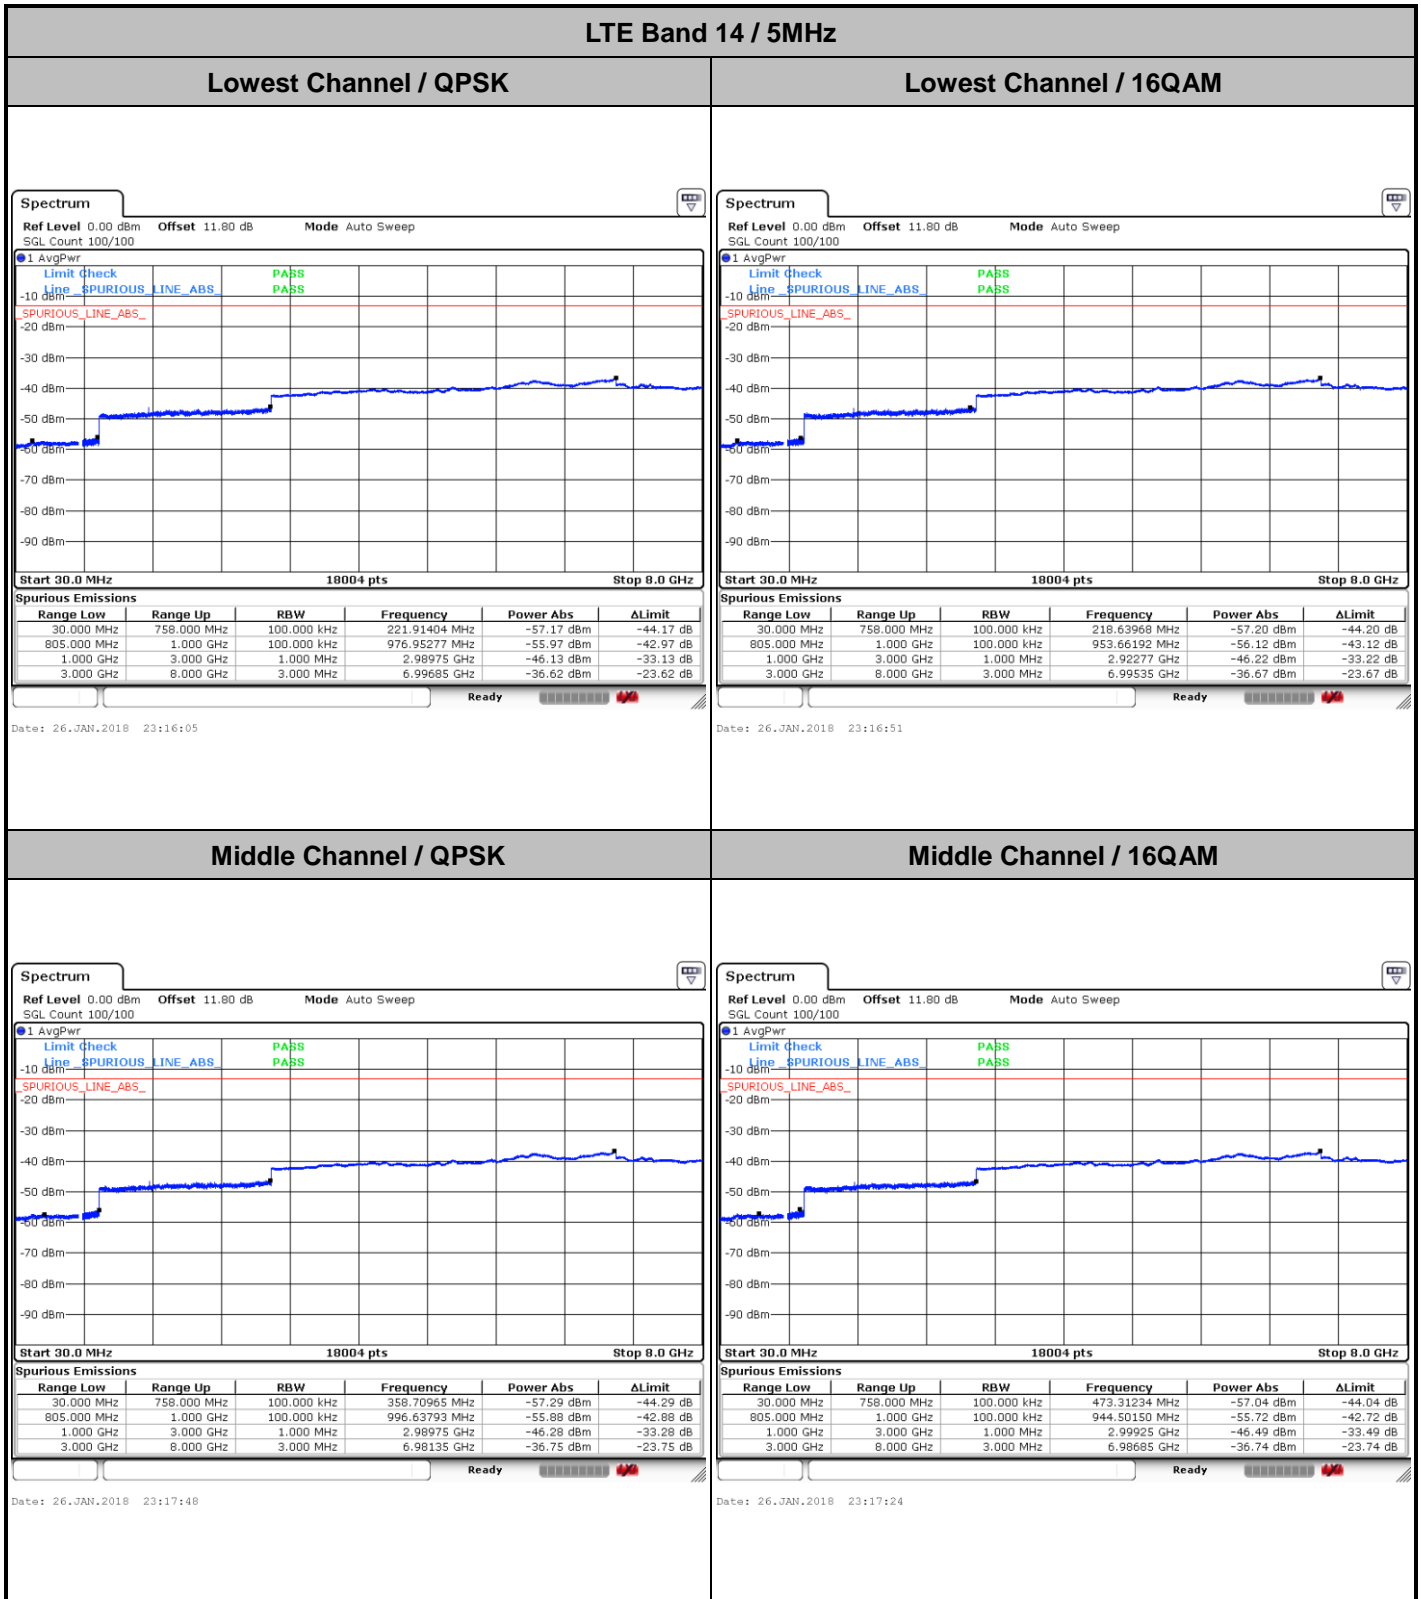 LTE Band 14 / 5MHz
Lowest Channel / QPSK
Lowest Channel / 16QAM
Spectrum
Ref Level 0.00 dBm Offset 11.80 dB Mode Auto Sweep
SGL Count 100/100
1 AvgPwr
Limit Check PASS
Line _SPURIOUS_LINE_ABS_ PASS
-10 dBm
_SPURIOUS_LINE_ABS_
-20 dBm
-30 dBm
-40 dBm
-50 dBm
-60 dBm
-70 dBm
-80 dBm
-90 dBm
Start 30.0 MHz 18004 pts Stop 8.0 GHz
Spurious Emissions
Range Low Range Up RBW Frequency Power Abs ΔLimit
30.000 MHz 758.000 MHz 100.000 kHz 221.91404 MHz -57.17 dBm -44.17 dB
805.000 MHz 1.000 GHz 100.000 kHz 976.95277 MHz -55.97 dBm -42.97 dB
1.000 GHz 3.000 GHz 1.000 MHz 2.98975 GHz -46.13 dBm -33.13 dB
3.000 GHz 8.000 GHz 3.000 MHz 6.99685 GHz -36.62 dBm -23.62 dB
Ready
Date: 26.JAN.2018 23:16:05
Spectrum
Ref Level 0.00 dBm Offset 11.80 dB Mode Auto Sweep
SGL Count 100/100
1 AvgPwr
Limit Check PASS
Line _SPURIOUS_LINE_ABS_ PASS
-10 dBm
_SPURIOUS_LINE_ABS_
-20 dBm
-30 dBm
-40 dBm
-50 dBm
-60 dBm
-70 dBm
-80 dBm
-90 dBm
Start 30.0 MHz 18004 pts Stop 8.0 GHz
Spurious Emissions
Range Low Range Up RBW Frequency Power Abs ΔLimit
30.000 MHz 758.000 MHz 100.000 kHz 218.63968 MHz -57.20 dBm -44.20 dB
805.000 MHz 1.000 GHz 100.000 kHz 953.66192 MHz -56.12 dBm -43.12 dB
1.000 GHz 3.000 GHz 1.000 MHz 2.92277 GHz -46.22 dBm -33.22 dB
3.000 GHz 8.000 GHz 3.000 MHz 6.99535 GHz -36.67 dBm -23.67 dB
Ready
Date: 26.JAN.2018 23:16:51
Middle Channel / QPSK
Middle Channel / 16QAM
Spectrum
Ref Level 0.00 dBm Offset 11.80 dB Mode Auto Sweep
SGL Count 100/100
1 AvgPwr
Limit Check PASS
Line _SPURIOUS_LINE_ABS_ PASS
-10 dBm
_SPURIOUS_LINE_ABS_
-20 dBm
-30 dBm
-40 dBm
-50 dBm
-60 dBm
-70 dBm
-80 dBm
-90 dBm
Start 30.0 MHz 18004 pts Stop 8.0 GHz
Spurious Emissions
Range Low Range Up RBW Frequency Power Abs ΔLimit
30.000 MHz 758.000 MHz 100.000 kHz 358.70965 MHz -57.29 dBm -44.29 dB
805.000 MHz 1.000 GHz 100.000 kHz 996.63793 MHz -55.88 dBm -42.88 dB
1.000 GHz 3.000 GHz 1.000 MHz 2.98975 GHz -46.28 dBm -33.28 dB
3.000 GHz 8.000 GHz 3.000 MHz 6.98135 GHz -36.75 dBm -23.75 dB
Ready
Date: 26.JAN.2018 23:17:48
Spectrum
Ref Level 0.00 dBm Offset 11.80 dB Mode Auto Sweep
SGL Count 100/100
1 AvgPwr
Limit Check PASS
Line _SPURIOUS_LINE_ABS_ PASS
-10 dBm
_SPURIOUS_LINE_ABS_
-20 dBm
-30 dBm
-40 dBm
-50 dBm
-60 dBm
-70 dBm
-80 dBm
-90 dBm
Start 30.0 MHz 18004 pts Stop 8.0 GHz
Spurious Emissions
Range Low Range Up RBW Frequency Power Abs ΔLimit
30.000 MHz 758.000 MHz 100.000 kHz 473.31234 MHz -57.04 dBm -44.04 dB
805.000 MHz 1.000 GHz 100.000 kHz 944.50150 MHz -55.72 dBm -42.72 dB
1.000 GHz 3.000 GHz 1.000 MHz 2.99925 GHz -46.49 dBm -33.49 dB
3.000 GHz 8.000 GHz 3.000 MHz 6.98685 GHz -36.74 dBm -23.74 dB
Ready
Date: 26.JAN.2018 23:17:24